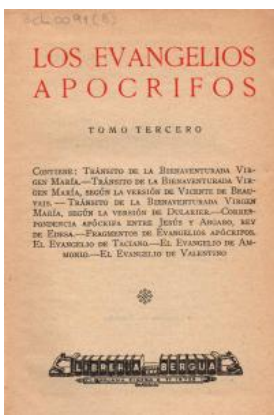 LOS EVANGELIOS
APOCRIFOS
TOMO TERCERO
CONTIENE: TRÁNSITO DE LA BIENAVENTURADA VIR-
GEN MARÍA.—TRÁNSITO DE LA BIENAVENTURADA VIR-
GEN MARÍA, SEGÚN LA VERSIÓN DE VICENTE DE BEAU-
VAIS. — TRÁNSITO DE LA BIENAVENTURADA VIRGEN
MARÍA, SEGÚN LA VERSIÓN DE DULAURIER.—CORRES-
PONDENCIA APÓCRIFA ENTRE JESÚS Y ABGARO, REY
DE EDESA.—FRAGMENTOS DE EVANGELIOS APÓCRIFOS.
EL EVANGELIO DE TACIANO.—EL EVANGELIO DE AM-
MONIO.—EL EVANGELIO DE VALENTINO
LIBRERIA BERGUA